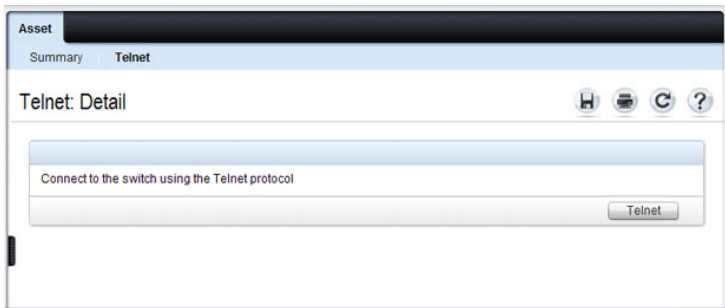 Asset
Summary Telnet
Telnet: Detail
Connect to the switch using the Telnet protocol
Telnet